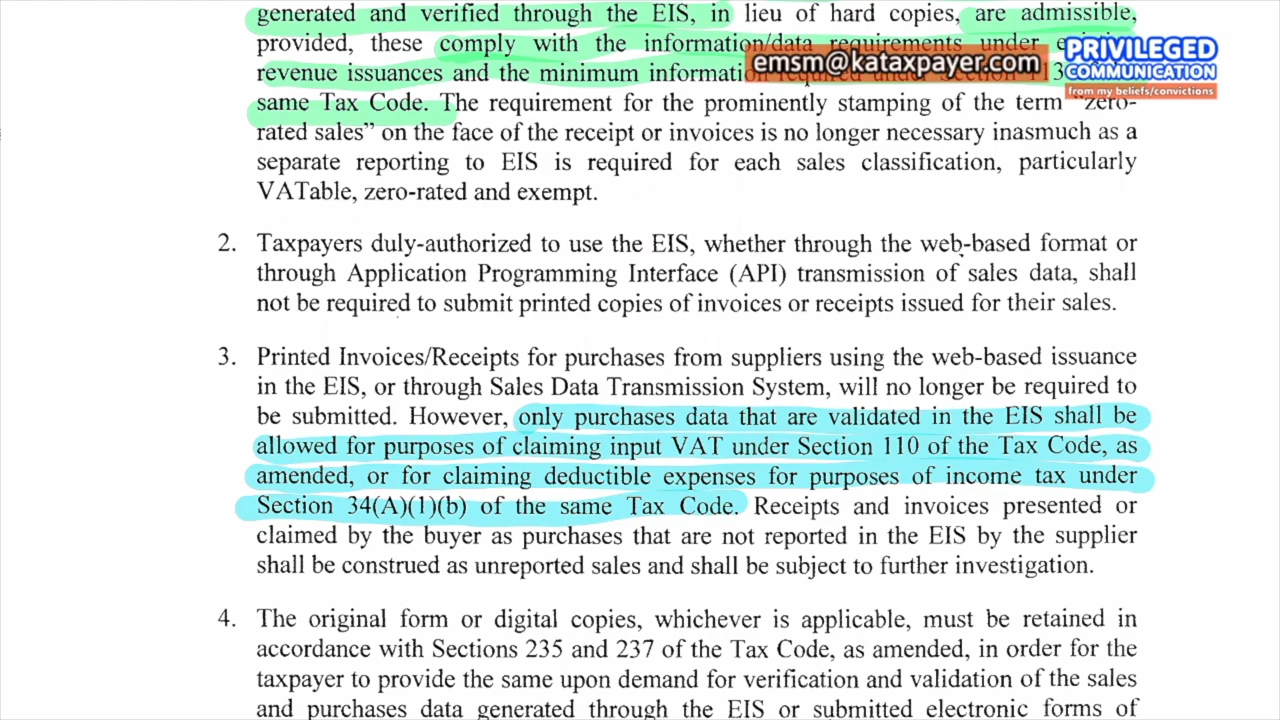 generated and verified through the EIS, in lieu of hard copies, are admissible,
provided, these comply with the information/data requirements under
revenue issuances and the minimum
same Tax Code. The requirement for the prominently stamping of the term "zero-
rated sales" on the face of the receipt or invoices is no longer necessary inasmuch as a
separate reporting to EIS is required for each sales classification, particularly
VATable, zero-rated and exempt.
emsm@kataxpayer.com
PRIVILEGED
COMMUNICATION
from my beliefs/convictions
2. Taxpayers duly-authorized to use the EIS, whether through the web-based format or
through Application Programming Interface (API) transmission of sales data, shall
not be required to submit printed copies of invoices or receipts issued for their sales.
3. Printed Invoices/Receipts for purchases from suppliers using the web-based issuance
in the EIS, or through Sales Data Transmission System, will no longer be required to
be submitted. However, only purchases data that are validated in the EIS shall be
allowed for purposes of claiming input VAT under Section 110 of the Tax Code, as
amended, or for claiming deductible expenses for purposes of income tax under
Section 34(A)(1)(b) of the same Tax Code. Receipts and invoices presented or
claimed by the buyer as purchases that are not reported in the EIS by the supplier
shall be construed as unreported sales and shall be subject to further investigation.
4. The original form or digital copies, whichever is applicable, must be retained in
accordance with Sections 235 and 237 of the Tax Code, as amended, in order for the
taxpayer to provide the same upon demand for verification and validation of the sales
and purchases data generated through the EIS or submitted electronic forms of